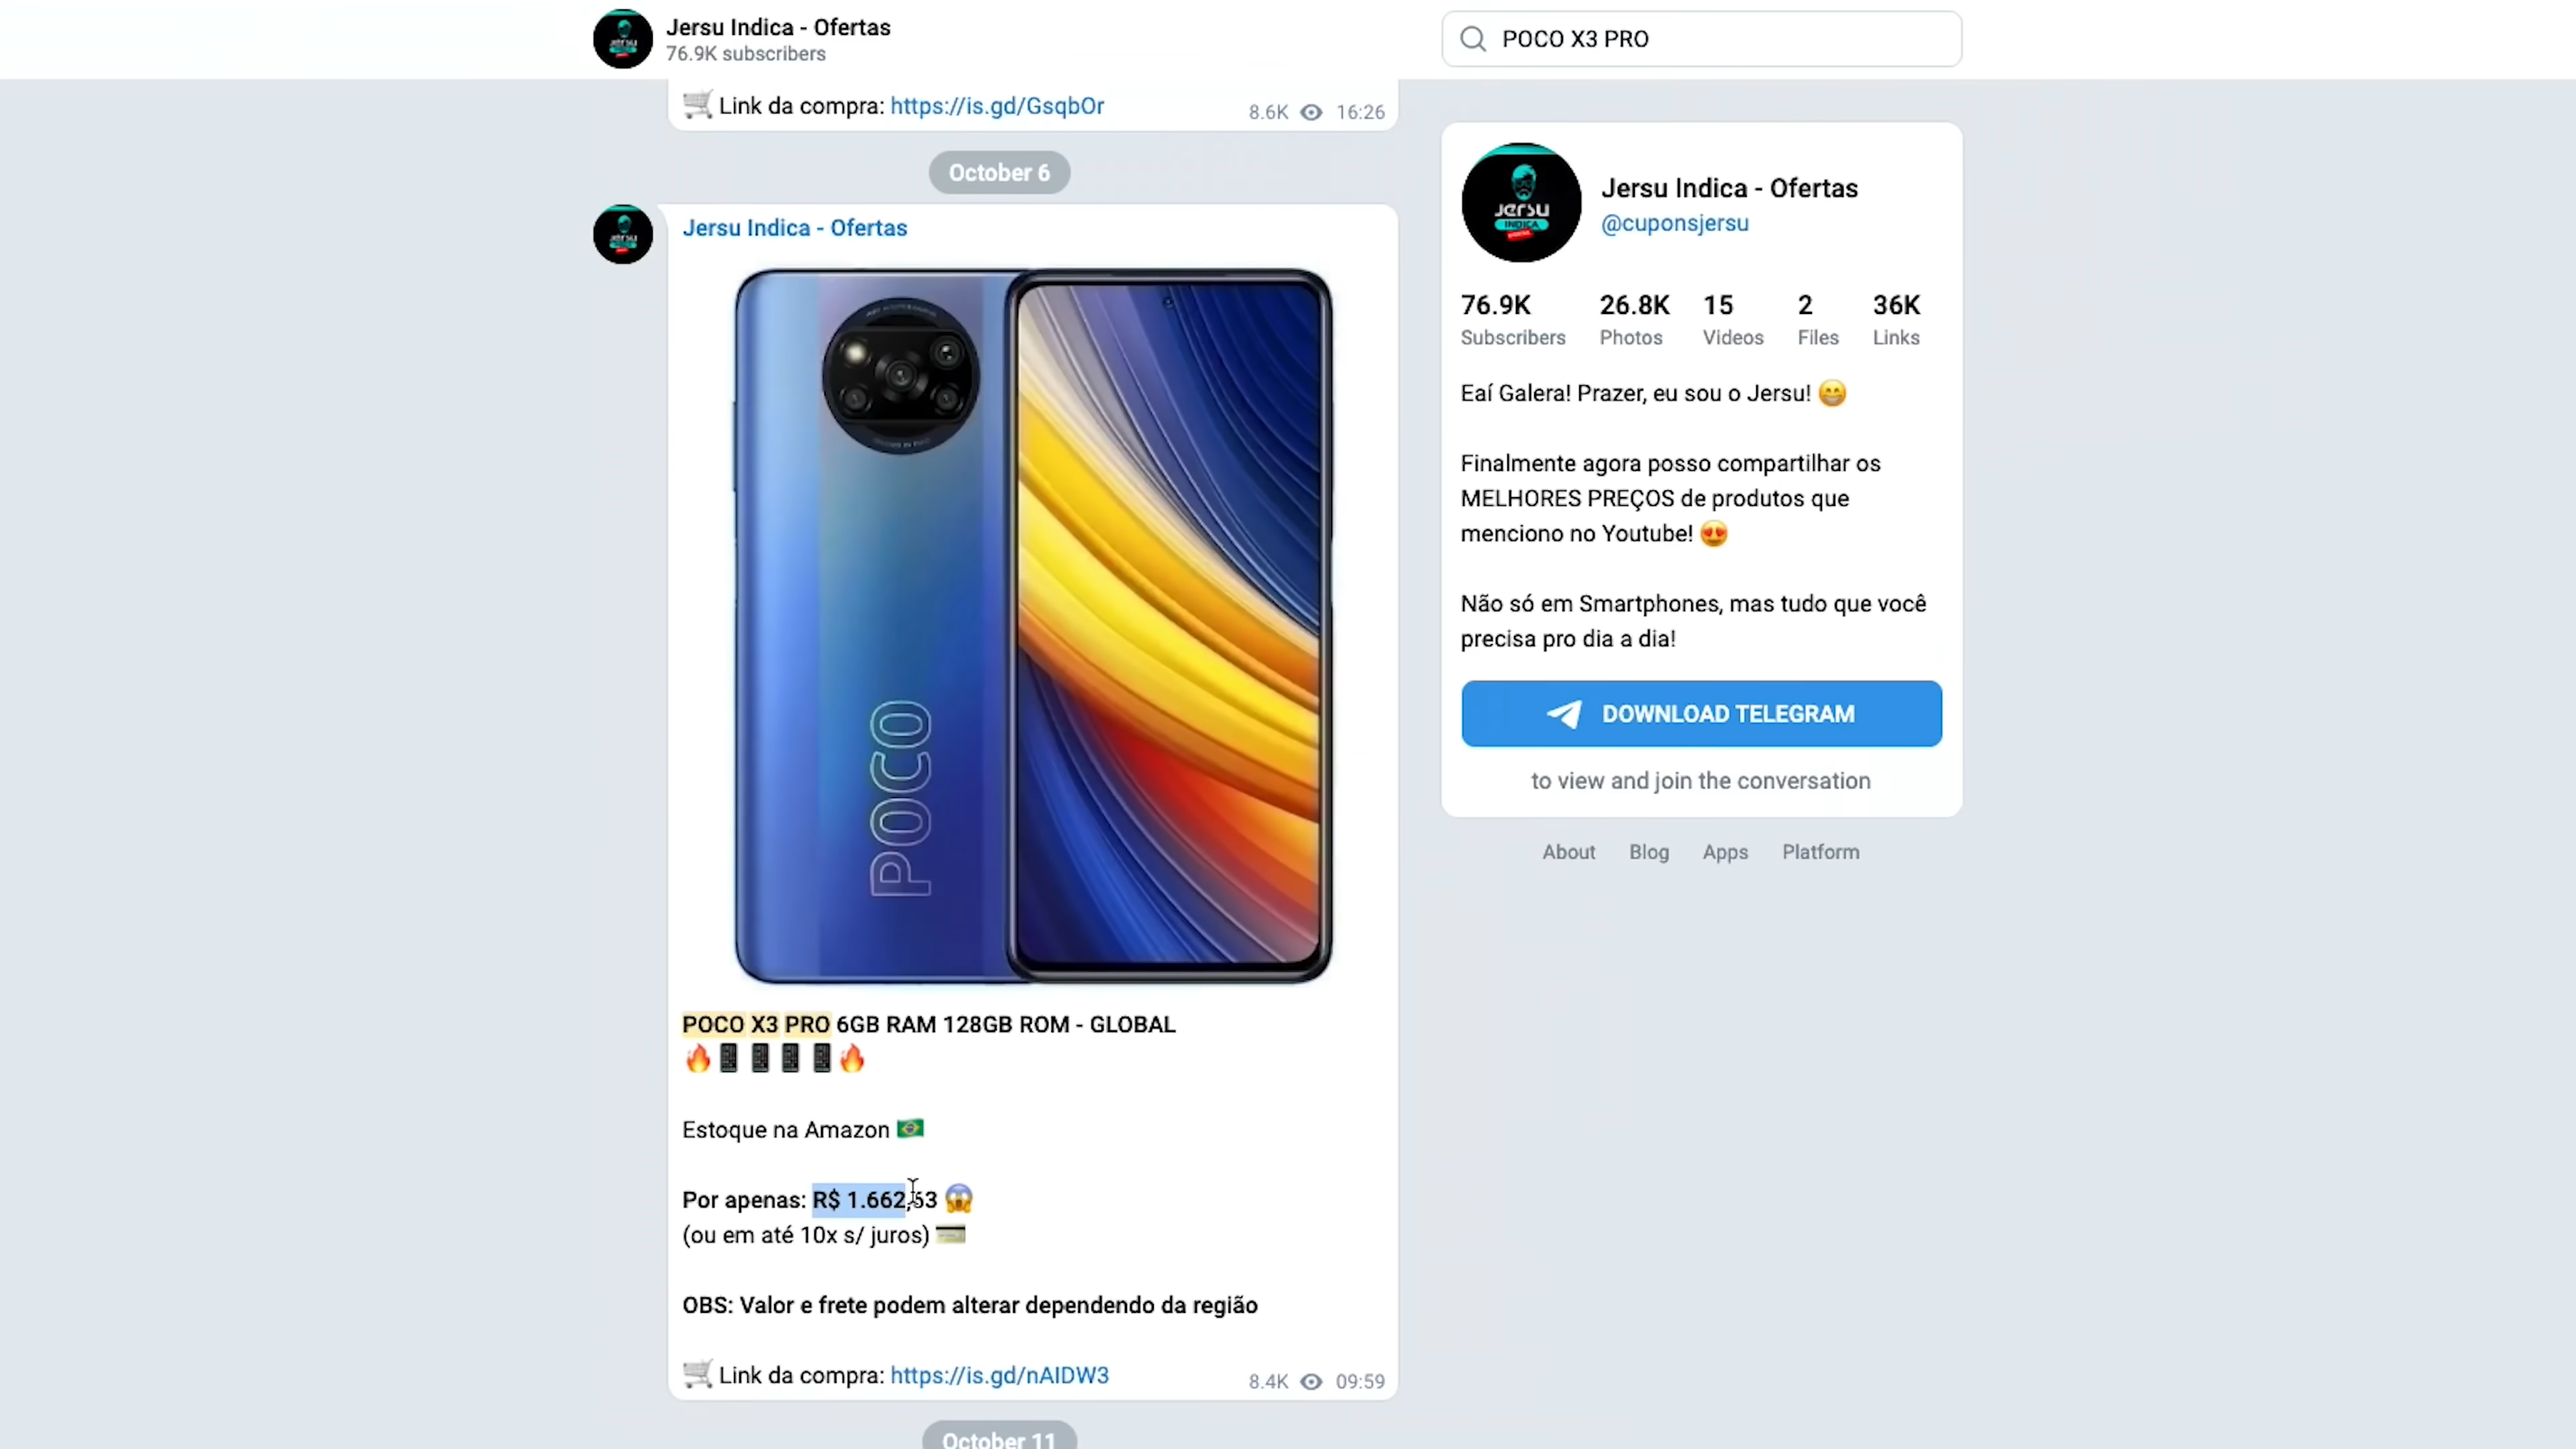 Jersu Indica - Ofertas
76.9K subscribers
POCO X3 PRO
Link da compra: https://is.gd/GsqbOr
8.6K 16:26
October 6
Jersu Indica - Ofertas
POCO
POCO X3 PRO 6GB RAM 128GB ROM - GLOBAL
Estoque na Amazon
Por apenas: R$ 1.662,63
(ou em até 10x s/ juros)
OBS: Valor e frete podem alterar dependendo da região
Link da compra: https://is.gd/nAIDW3
8.4K 09:59
October 11
Jersu
INDICA
Jersu Indica - Ofertas
@cuponsjersu
76.9K 26.8K 15 2 36K
Subscribers Photos Videos Files Links
Eaí Galera! Prazer, eu sou o Jersu!
Finalmente agora posso compartilhar os
MELHORES PREÇOS de produtos que
menciono no Youtube!
Não só em Smartphones, mas tudo que você
precisa pro dia a dia!
DOWNLOAD TELEGRAM
to view and join the conversation
About Blog Apps Platform